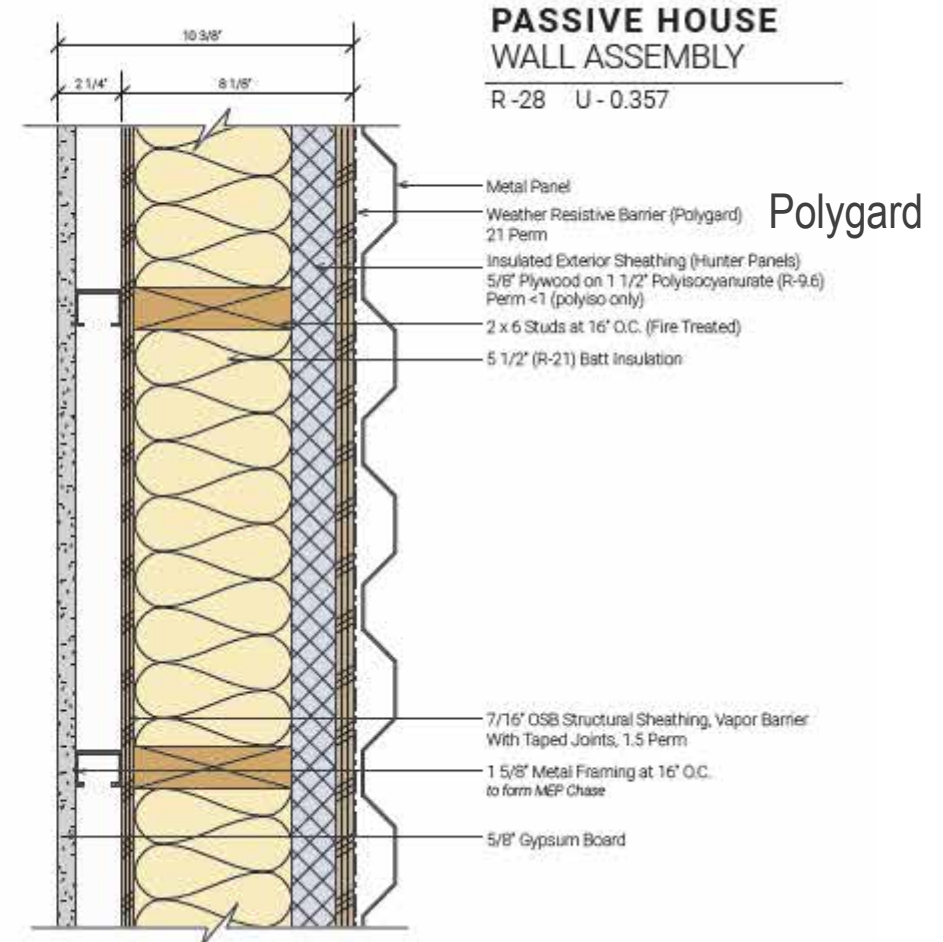 PASSIVE HOUSE
WALL ASSEMBLY
R -28 U - 0.357
10 3/8"
2 1/4"
8 1/8"
Metal Panel
Weather Resistive Barrier (Polygard)
21 Perm
Polygard
Insulated Exterior Sheathing (Hunter Panels)
5/8" Plywood on 1 1/2" Polyisocyanurate (R-9.6)
Perm <1 (polyiso only)
2 x 6 Studs at 16" O.C. (Fire Treated)
5 1/2" (R-21) Batt Insulation
7/16" OSB Structural Sheathing, Vapor Barrier
With Taped Joints, 1.5 Perm
1 5/8" Metal Framing at 16" O.C.
to form MEP Chase
5/8" Gypsum Board